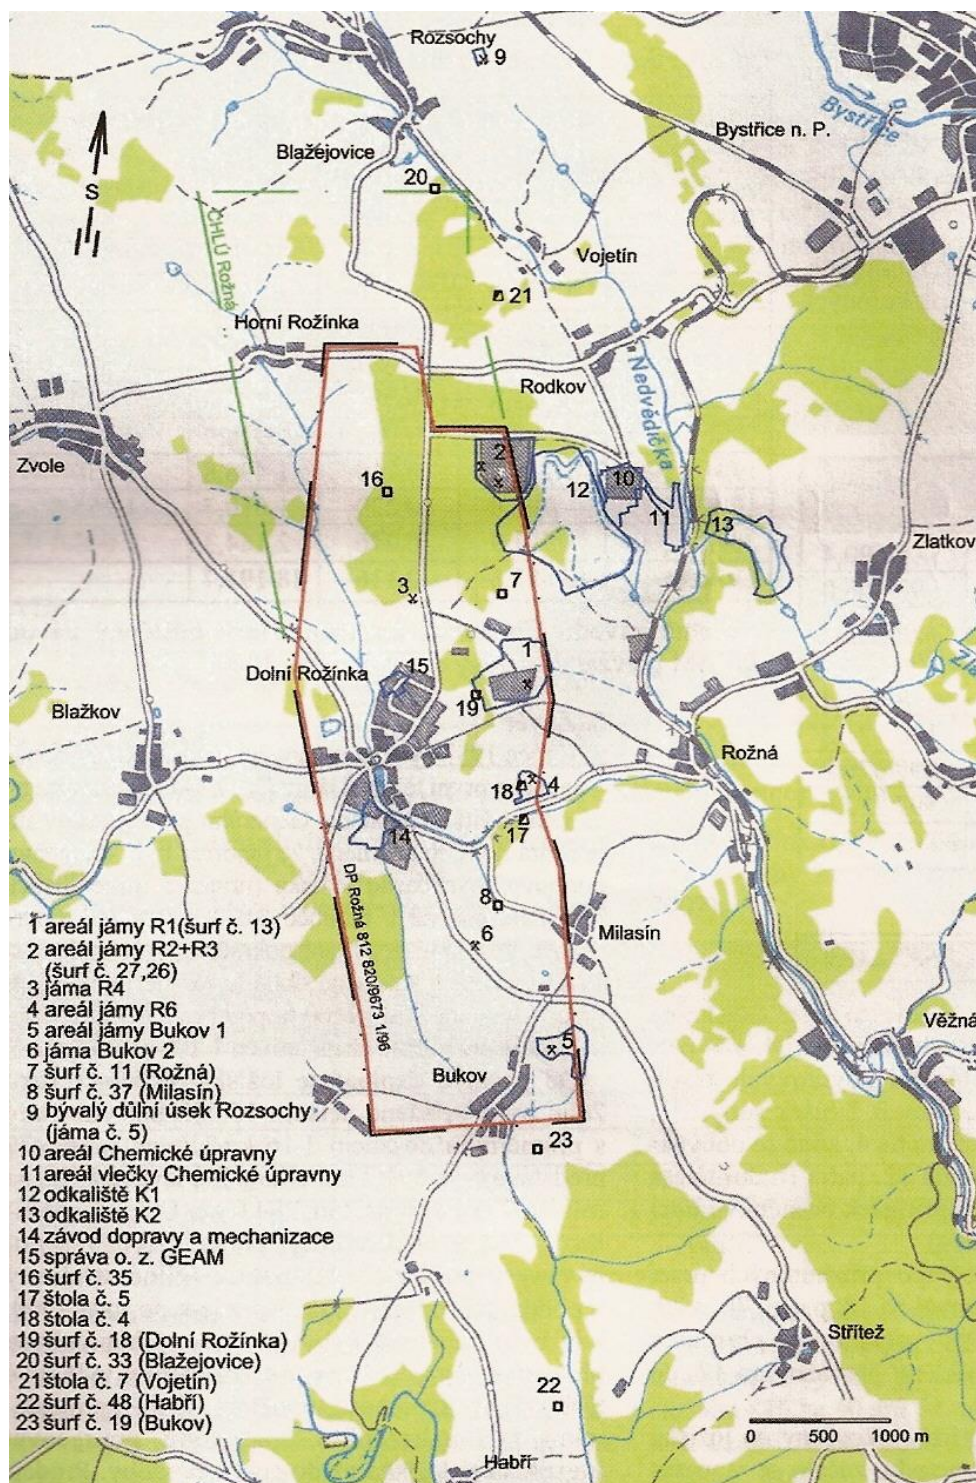 Rozsochy
9
Bystřice
Bystřice n. P.
Blažejovice
S
20
CHLÚ Rožná
Vojetín
21
Horní Rožínka
Rodkov
Nedvědička
2
Zvole
16
12
10
11
13
Zlatkov
7
3
1
Dolní Rožínka
15
19
Blažkov
Rožná
18
4
17
14
DP Rožná 812 820/9673 1/96
8
Milasín
6
Věžná
5
Bukov
23
1 areál jámy R1(šurf č. 13)
2 areál jámy R2+R3
(šurf č. 27,26)
3 jáma R4
4 areál jámy R6
5 areál jámy Bukov 1
6 jáma Bukov 2
7 šurf č. 11 (Rožná)
8 šurf č. 37 (Milasín)
9 bývalý důlní úsek Rozsochy
(jáma č. 5)
10 areál Chemické úpravny
11 areál vlečky Chemické úpravny
12 odkaliště K1
13 odkaliště K2
14 závod dopravy a mechanizace
15 správa o. z. GEAM
16 šurf č. 35
17 štola č. 5
18 štola č. 4
19 šurf č. 18 (Dolní Rožínka)
20 šurf č. 33 (Blažejovice)
21 štola č. 7 (Vojetín)
22 šurf č. 48 (Habří)
23 šurf č. 19 (Bukov)
Střítež
22
0 500 1000 m
Habří